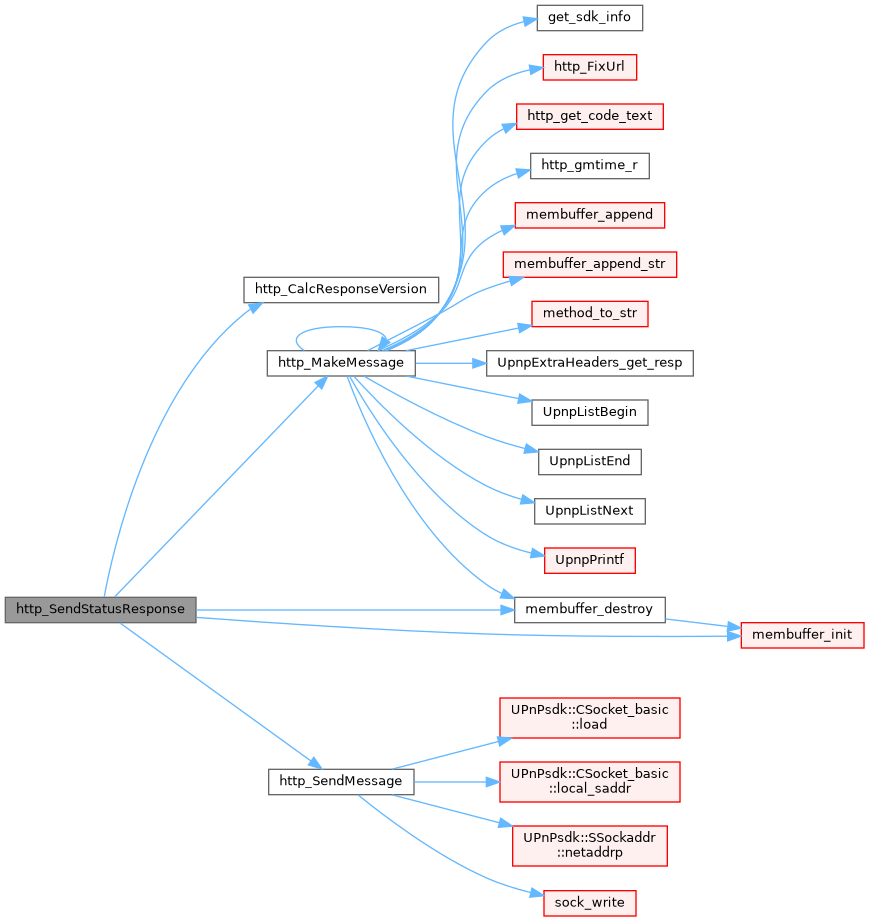 get_sdk_info
http_FixUrl
http_get_code_text
http_gmtime_r
membuffer_append
membuffer_append_str
http_CalcResponseVersion
method_to_str
http_MakeMessage
UpnpExtraHeaders_get_resp
UpnpListBegin
UpnpListEnd
UpnpListNext
UpnpPrintf
http_SendStatusResponse
membuffer_destroy
membuffer_init
UPnPsdk::CSocket_basic
::load
http_SendMessage
UPnPsdk::CSocket_basic
::local_saddr
UPnPsdk::SSockaddr
::netaddrp
sock_write